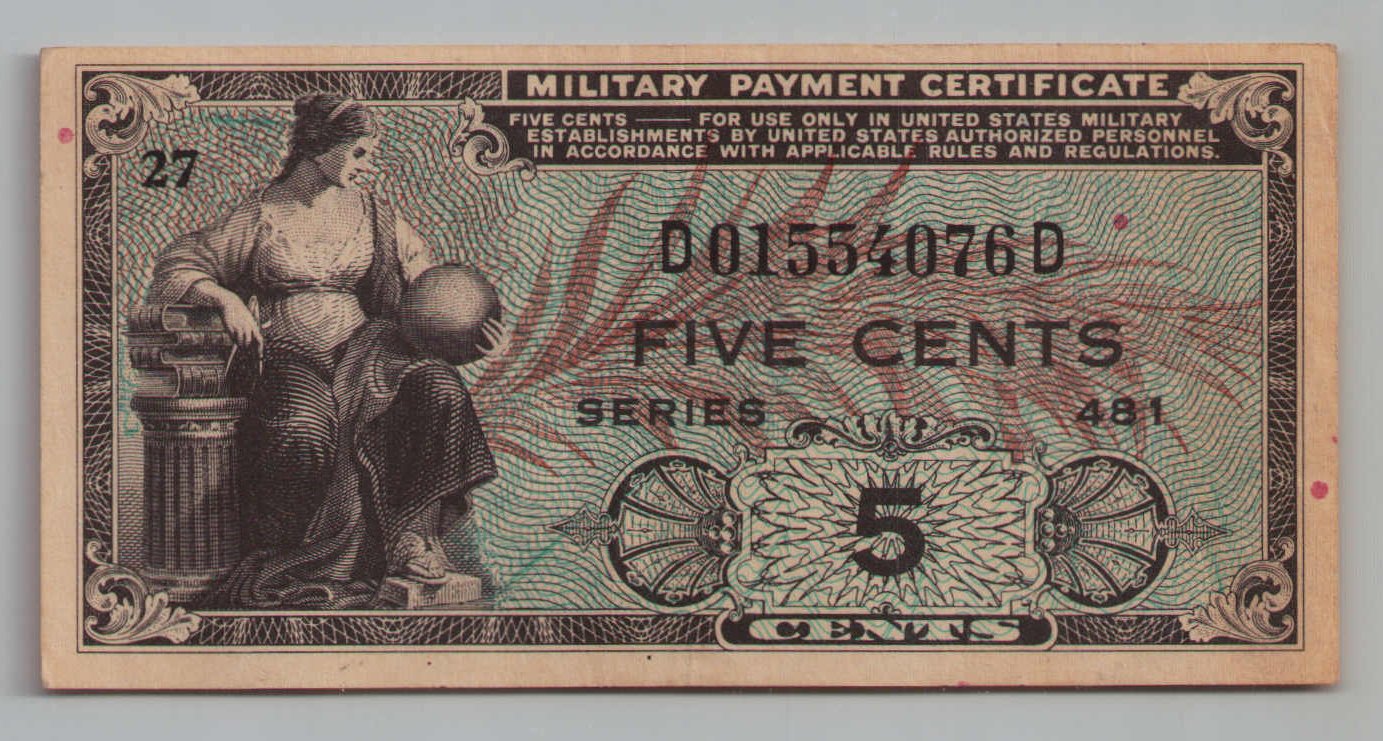 MILITARY PAYMENT CERTIFICATE
FIVE CENTS — FOR USE ONLY IN UNITED STATES MILITARY
ESTABLISHMENTS BY UNITED STATES AUTHORIZED PERSONNEL
IN ACCORDANCE WITH APPLICABLE RULES AND REGULATIONS.
27
D01554076D
FIVE CENTS
SERIES 481
5
CENTS